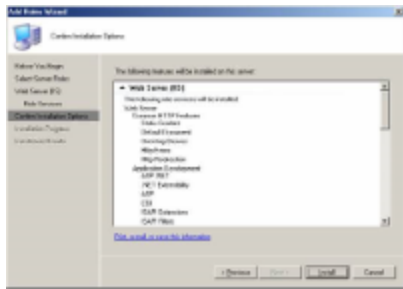 Add Roles Wizard
Confirm Installation Options
Before You Begin
Select Server Roles
Web Server (IIS)
Role Services
Confirm Installation Options
Installation Progress
Installation Results
The following features will be installed on this server:
Web Server (IIS)
The following role services will be installed
Web Server
Common HTTP Features
Static Content
Default Document
Directory Browse
Http Errors
Http Redirection
Application Development
ASP.NET
.NET Extensibility
ASP
CGI
ISAPI Extensions
ISAPI Filters
Print, e-mail, or save this information
< Previous
Next >
Install
Cancel